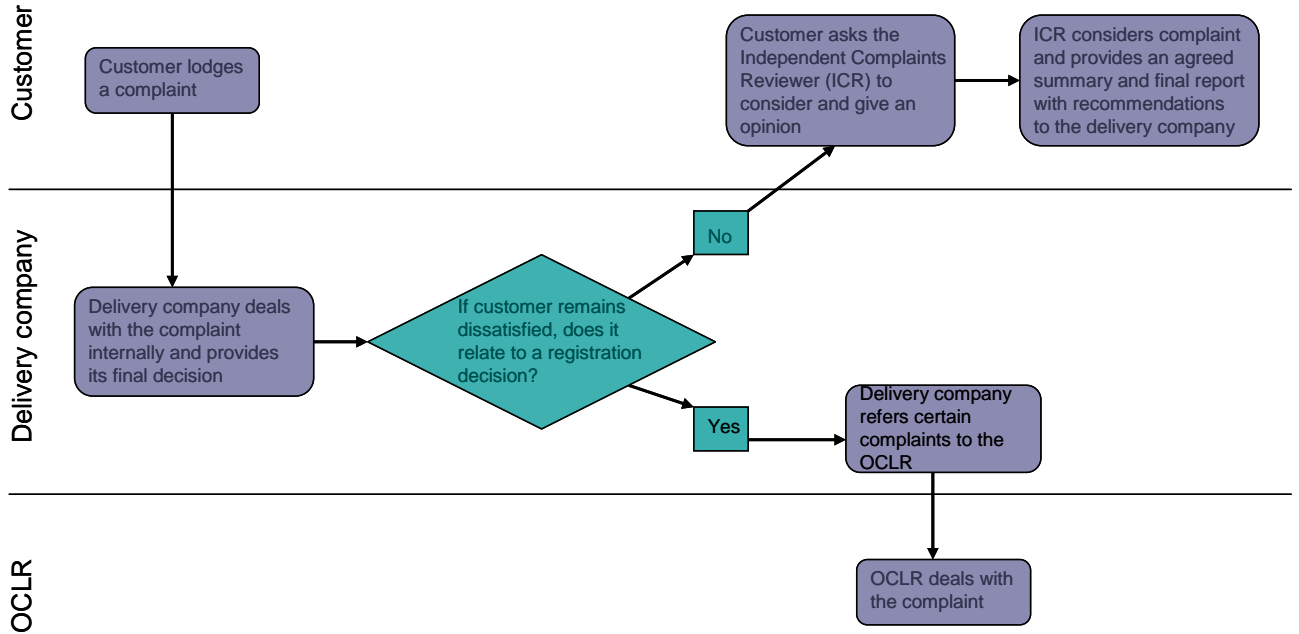 Customer
Customer lodges
a complaint
Customer asks the
Independent Complaints
Reviewer (ICR) to
consider and give an
opinion
ICR considers complaint
and provides an agreed
summary and final report
with recommendations
to the delivery company
Delivery company
Delivery company deals
with the complaint
internally and provides
its final decision
If customer remains
dissatisfied, does it
relate to a registration
decision?
No
Yes
Delivery company
refers certain
complaints to the
OCLR
OCLR
OCLR deals with
the complaint